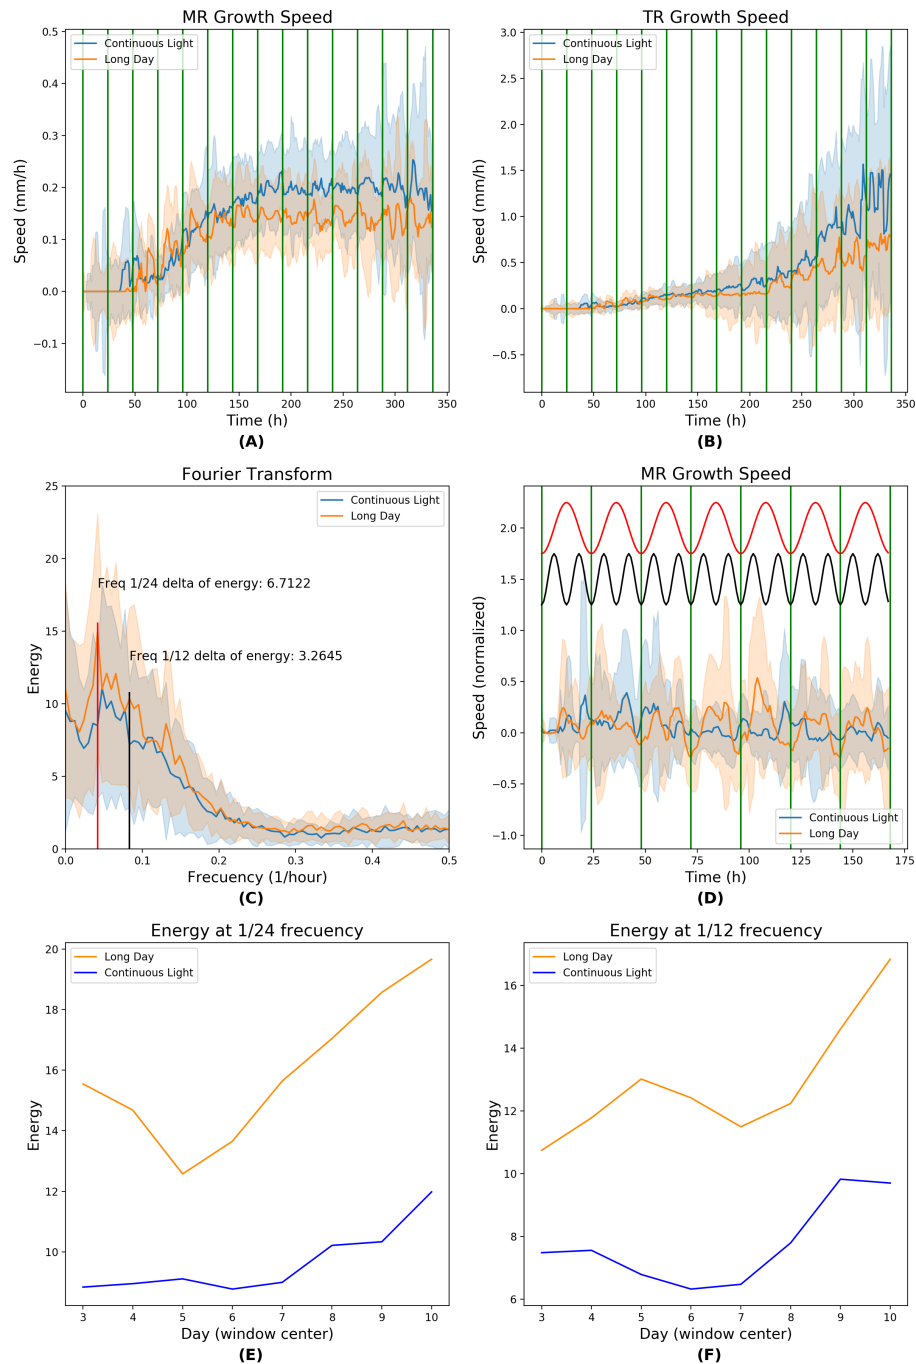 MR Growth Speed
Continuous Light
Long Day
Speed (mm/h)
0.5
0.4
0.3
0.2
0.1
0.0
−0.1
0 50 100 150 200 250 300 350
Time (h)
(A)
TR Growth Speed
Continuous Light
Long Day
Speed (mm/h)
3.0
2.5
2.0
1.5
1.0
0.5
0.0
−0.5
0 50 100 150 200 250 300 350
Time (h)
(B)
Fourier Transform
Continuous Light
Long Day
Freq 1/24 delta of energy: 6.7122
Freq 1/12 delta of energy: 3.2645
Energy
25
20
15
10
5
0
0.0 0.1 0.2 0.3 0.4 0.5
Frecuency (1/hour)
(C)
MR Growth Speed
Speed (normalized)
2.0
1.5
1.0
0.5
0.0
−0.5
−1.0
Continuous Light
Long Day
0 25 50 75 100 125 150 175
Time (h)
(D)
Energy at 1/24 frecuency
Long Day
Continuous Light
Energy
20
18
16
14
12
10
3 4 5 6 7 8 9 10
Day (window center)
(E)
Energy at 1/12 frecuency
Long Day
Continuous Light
Energy
16
14
12
10
8
6
3 4 5 6 7 8 9 10
Day (window center)
(F)